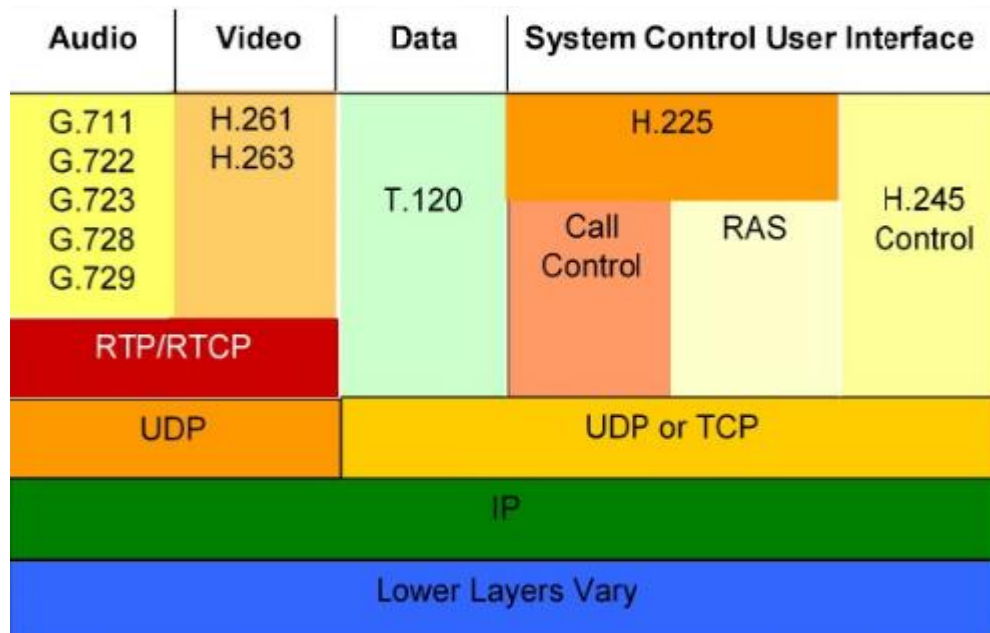 Audio
Video
Data
System Control User Interface
G.711
G.722
G.723
G.728
G.729
H.261
H.263
T.120
H.225
Call
Control
RAS
H.245
Control
RTP/RTCP
UDP
UDP or TCP
IP
Lower Layers Vary